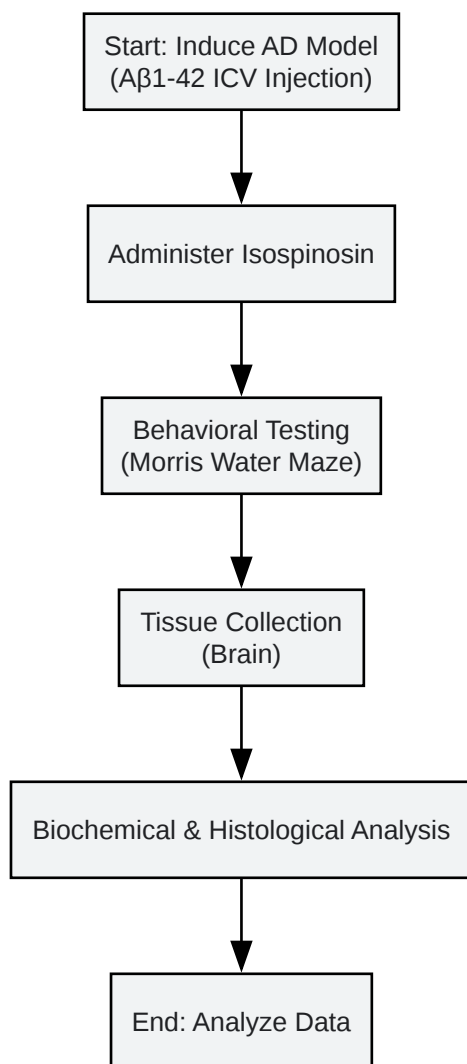 Start: Induce AD Model
(Aβ1-42 ICV Injection)
Administer Isospinosin
Behavioral Testing
(Morris Water Maze)
Tissue Collection
(Brain)
Biochemical & Histological Analysis
End: Analyze Data